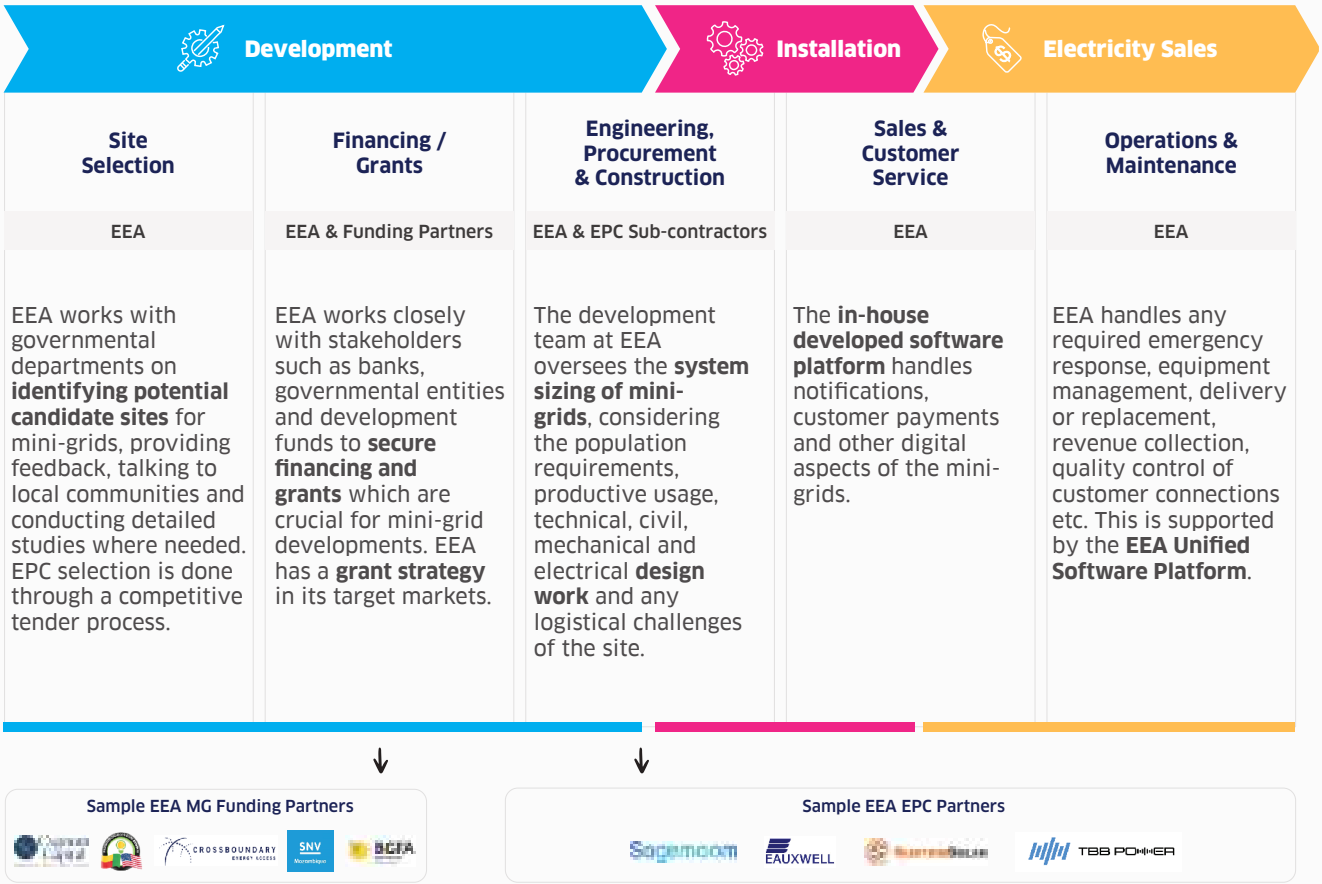 Development
Installation
Electricity Sales
Site
Selection
EEA
EEA works with
governmental
departments on
identifying potential
candidate sites for
mini-grids, providing
feedback, talking to
local communities and
conducting detailed
studies where needed.
EPC selection is done
through a competitive
tender process.
Financing /
Grants
EEA & Funding Partners
EEA works closely
with stakeholders
such as banks,
governmental entities
and development
funds to secure
financing and
grants which are
crucial for mini-grid
developments. EEA
has a grant strategy
in its target markets.
Engineering,
Procurement
& Construction
EEA & EPC Sub-contractors
The development
team at EEA
oversees the system
sizing of mini-
grids, considering
the population
requirements,
productive usage,
technical, civil,
mechanical and
electrical design
work and any
logistical challenges
of the site.
Sales &
Customer
Service
EEA
The in-house
developed software
platform handles
notifications,
customer payments
and other digital
aspects of the mini-
grids.
Operations &
Maintenance
EEA
EEA handles any
required emergency
response, equipment
management, delivery
or replacement,
revenue collection,
quality control of
customer connections
etc. This is supported
by the EEA Unified
Software Platform.
Sample EEA MG Funding Partners
CROSSBOUNDARY
ENERGY ACCESS
SNV
Mozambique
BGFA
Sample EEA EPC Partners
Sagemcom
EAUXWELL
TBB POWER